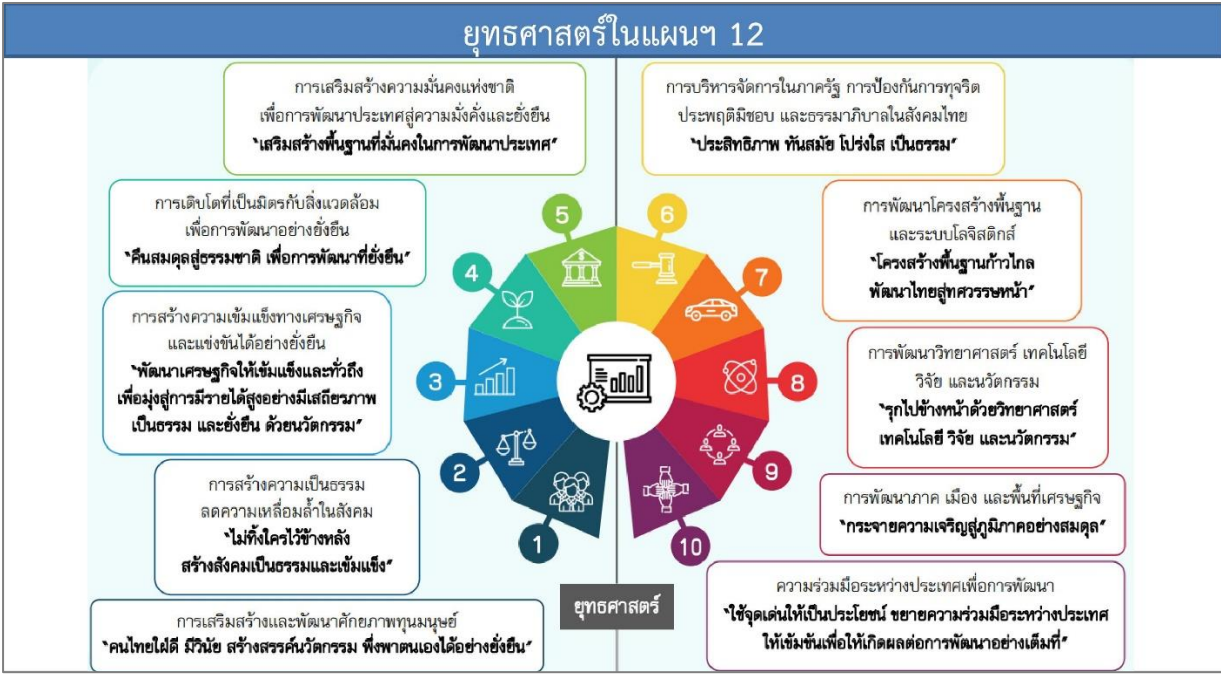 ยุทธศาสตร์ในแผนฯ 12
การเสริมสร้างความมั่นคงแห่งชาติ
เพื่อการพัฒนาประเทศสู่ความมั่งคั่งและยั่งยืน
“เสริมสร้างพื้นฐานที่มั่นคงในการพัฒนาประเทศ”
การบริหารจัดการในภาครัฐ การป้องกันการทุจริต
ประพฤติมิชอบ และธรรมาภิบาลในสังคมไทย
“ประสิทธิภาพ ทันสมัย โปร่งใส เป็นธรรม”
การเติบโตที่เป็นมิตรกับสิ่งแวดล้อม
เพื่อการพัฒนาอย่างยั่งยืน
“คืนสมดุลสู่ธรรมชาติ เพื่อการพัฒนาที่ยั่งยืน”
การพัฒนาโครงสร้างพื้นฐาน
และระบบโลจิสติกส์
“โครงสร้างพื้นฐานก้าวไกล
พัฒนาไทยสู่ทศวรรษหน้า”
การสร้างความเข้มแข็งทางเศรษฐกิจ
และแข่งขันได้อย่างยั่งยืน
“พัฒนาเศรษฐกิจให้เข้มแข็งและทั่วถึง
เพื่อมุ่งสู่การมีรายได้สูงอย่างมีเสถียรภาพ
เป็นธรรม และยั่งยืน ด้วยนวัตกรรม”
การพัฒนาวิทยาศาสตร์ เทคโนโลยี
วิจัย และนวัตกรรม
“รุกไปข้างหน้าด้วยวิทยาศาสตร์
เทคโนโลยี วิจัย และนวัตกรรม”
การสร้างความเป็นธรรม
ลดความเหลื่อมล้ำในสังคม
“ไม่ทิ้งใครไว้ข้างหลัง
สร้างสังคมเป็นธรรมและเข้มแข็ง”
การพัฒนาภาค เมือง และพื้นที่เศรษฐกิจ
“กระจายความเจริญสู่ภูมิภาคอย่างสมดุล”
การเสริมสร้างและพัฒนาศักยภาพทุนมนุษย์
“คนไทยใฝ่ดี มีวินัย สร้างสรรค์นวัตกรรม พึ่งพาตนเองได้อย่างยั่งยืน”
ความร่วมมือระหว่างประเทศเพื่อการพัฒนา
“ใช้จุดเด่นให้เป็นประโยชน์ ขยายความร่วมมือระหว่างประเทศ
ให้เข้มข้นเพื่อให้เกิดผลต่อการพัฒนาอย่างเต็มที่”
5
6
4
7
3
8
2
9
1
10
ยุทธศาสตร์